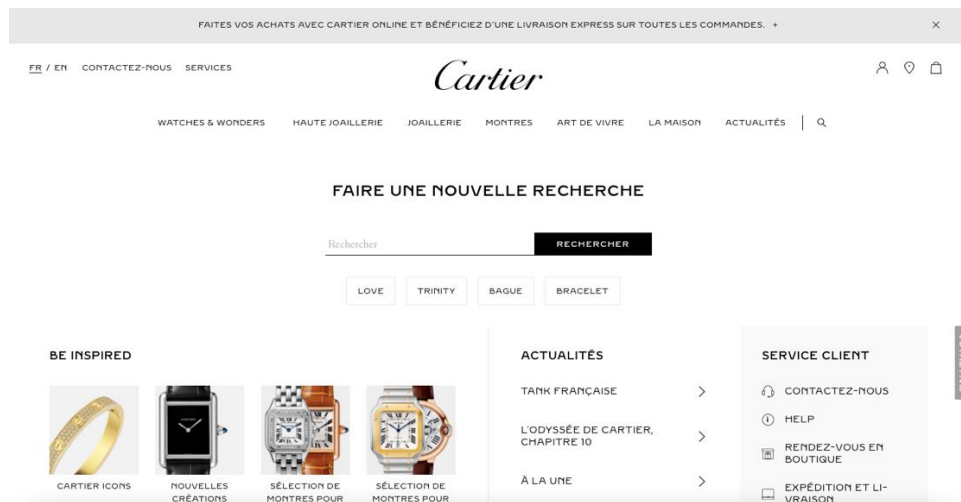 FAITES VOS ACHATS AVEC CARTIER ONLINE ET BÉNÉFICIEZ D'UNE LIVRAISON EXPRESS SUR TOUTES LES COMMANDES. +
FR / EN CONTACTEZ-NOUS SERVICES
Cartier
WATCHES & WONDERS HAUTE JOAILLERIE JOAILLERIE MONTRES ART DE VIVRE LA MAISON ACTUALITÉS
FAIRE UNE NOUVELLE RECHERCHE
Rechercher RECHERCHER
LOVE TRINITY BAGUE BRACELET
BE INSPIRED
CARTIER ICONS
NOUVELLES
CRÉATIONS
SÉLECTION DE
MONTRES POUR
SÉLECTION DE
MONTRES POUR
ACTUALITÉS
TANK FRANÇAISE
L'ODYSSÉE DE CARTIER,
CHAPITRE 10
À LA UNE
SERVICE CLIENT
CONTACTEZ-NOUS
HELP
RENDEZ-VOUS EN
BOUTIQUE
EXPÉDITION ET LI-
VRAISON